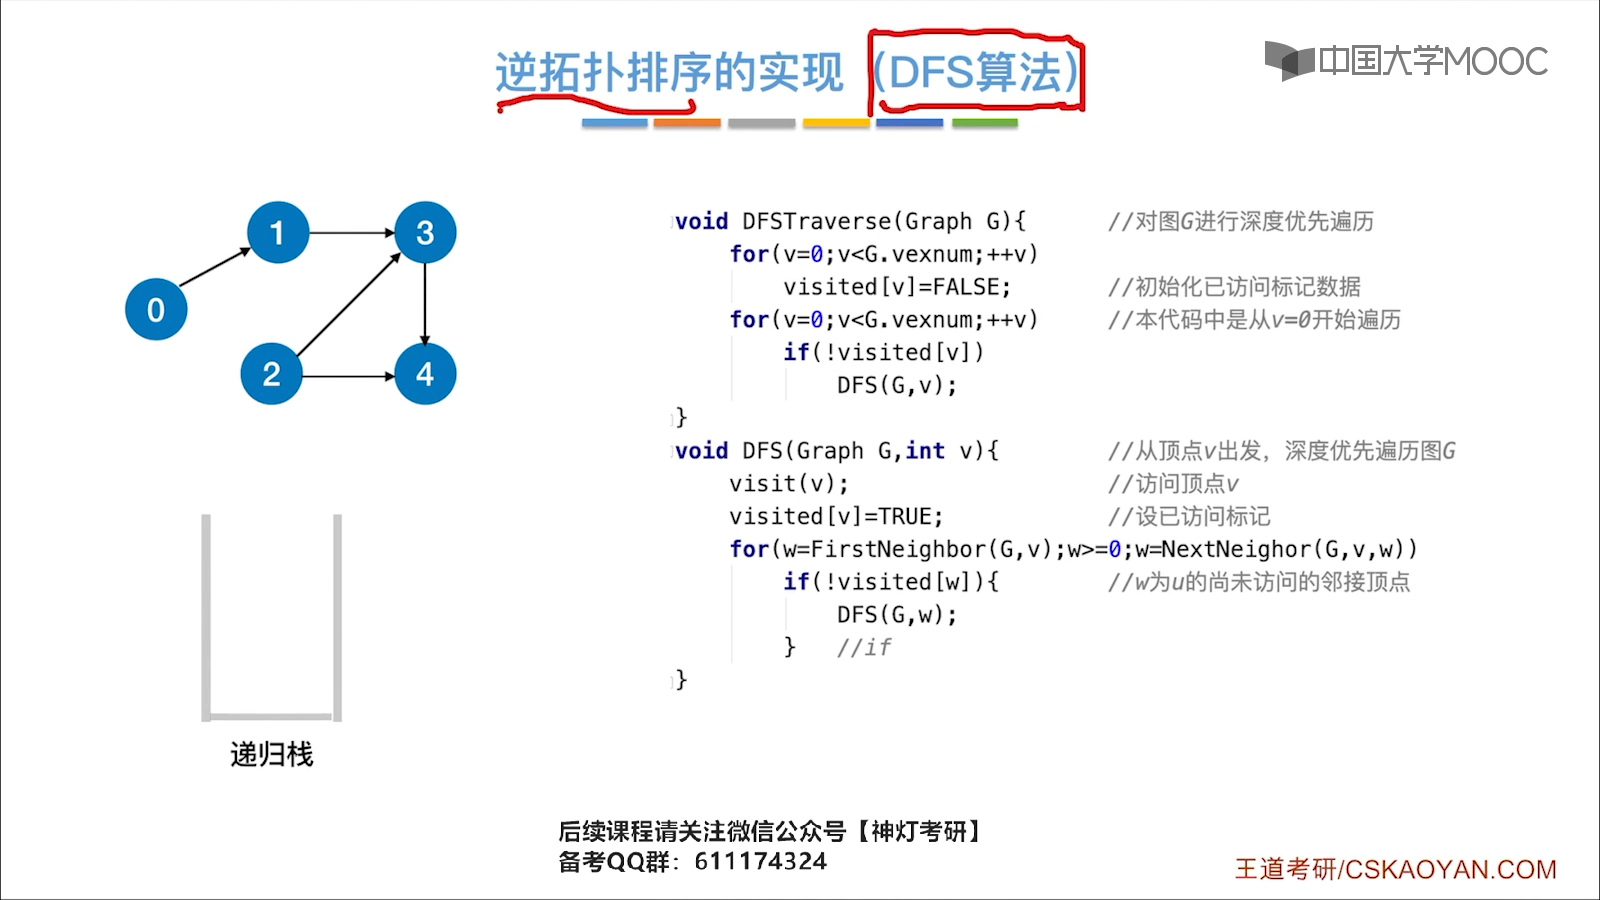 逆拓扑排序的实现（DFS算法）
中国大学MOOC
1
3
0
2
4
递归栈
void DFSTraverse(Graph G){ //对图G进行深度优先遍历
for(v=0;v<G.vexnum;++v)
visited[v]=FALSE; //初始化已访问标记数据
for(v=0;v<G.vexnum;++v) //本代码中是从v=0开始遍历
if(!visited[v])
DFS(G,v);
}
void DFS(Graph G,int v){ //从顶点v出发，深度优先遍历图G
visit(v); //访问顶点v
visited[v]=TRUE; //设已访问标记
for(w=FirstNeighbor(G,v);w>=0;w=NextNeighor(G,v,w))
if(!visited[w]){ //w为u的尚未访问的邻接顶点
DFS(G,w);
} //if
}
后续课程请关注微信公众号【神灯考研】
备考QQ群：611174324
王道考研/CSKAOYAN.COM